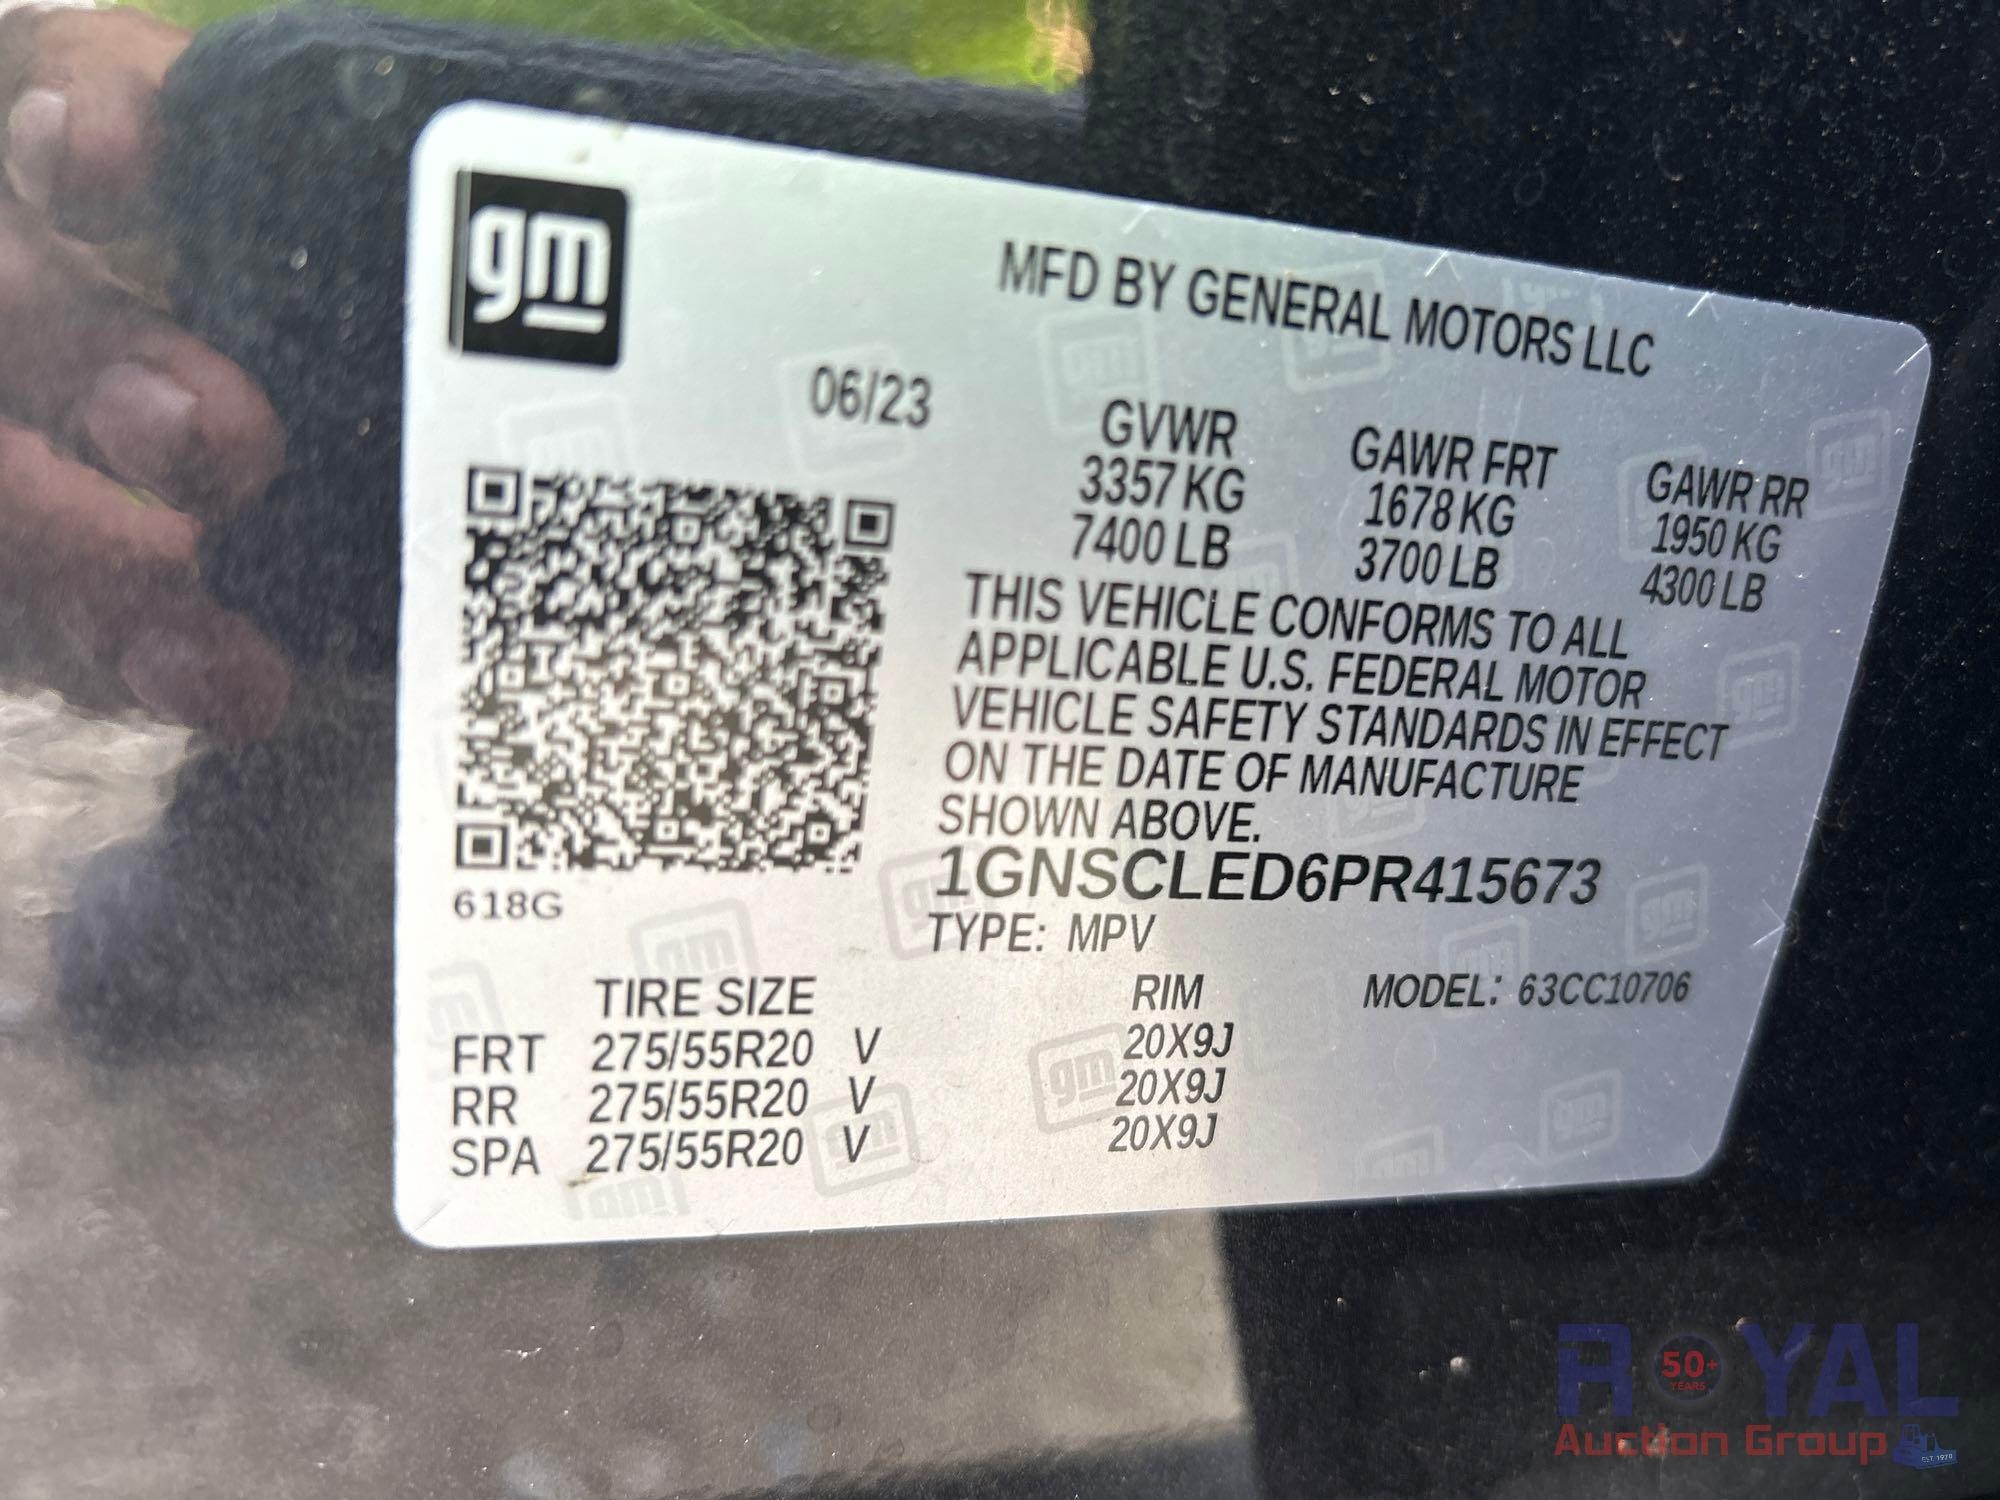 gm
MFD BY GENERAL MOTORS LLC
06/23
GVWR GAWR FRT GAWR RR
3357 KG 1678 KG 1950 KG
7400 LB 3700 LB 4300 LB
THIS VEHICLE CONFORMS TO ALL
APPLICABLE U.S. FEDERAL MOTOR
VEHICLE SAFETY STANDARDS IN EFFECT
ON THE DATE OF MANUFACTURE
SHOWN ABOVE.
1GNSCLED6PR415673
618G
TYPE: MPV
TIRE SIZE RIM MODEL: 63CC10706
FRT 275/55R20 V 20X9J
RR 275/55R20 V 20X9J
SPA 275/55R20 V 20X9J
ROYAL
50+
YEARS
Auction Group
EST. 1970